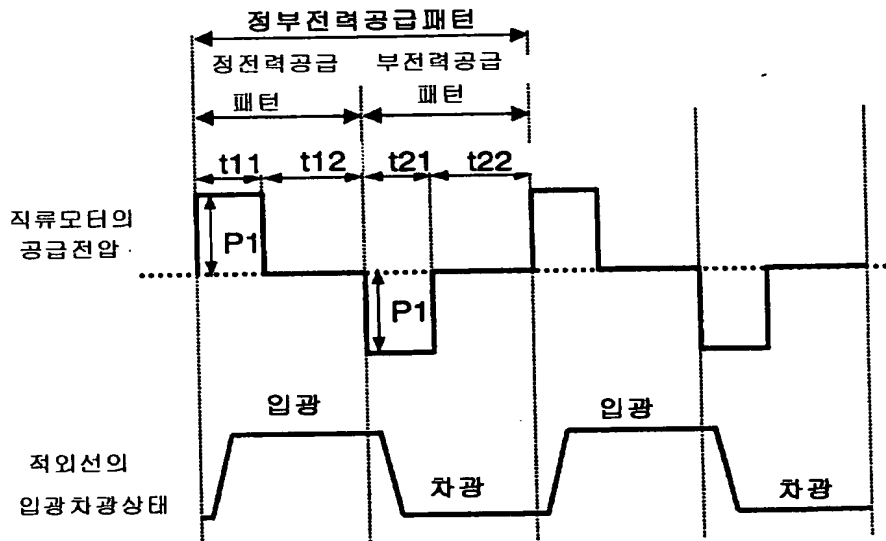 정부전력공급패턴
정전력공급 부전력공급
패턴 패턴
t11 t12 t21 t22
직류모터의
공급전압
P1
P1
입광 입광
적외선의
입광차광상태
차광 차광